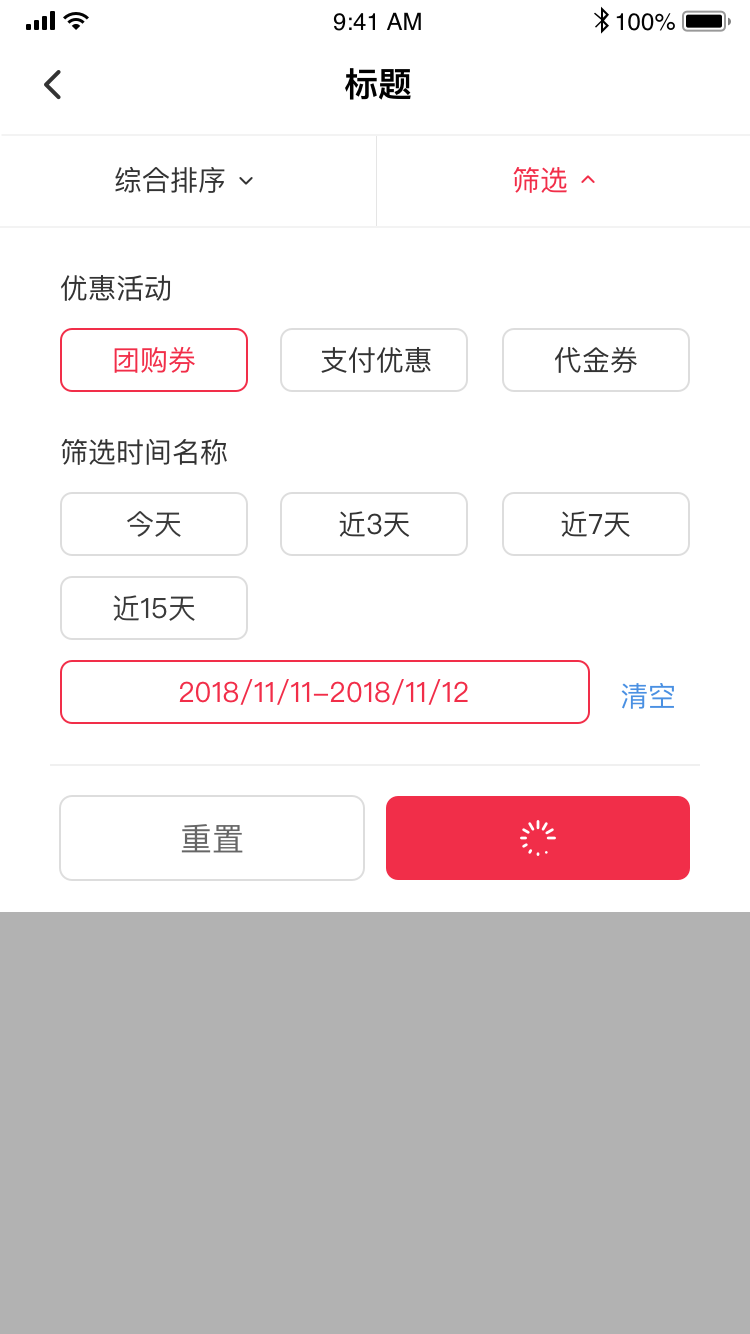 9:41 AM 100%
标题
综合排序 筛选
优惠活动
团购券 支付优惠 代金券
筛选时间名称
今天 近3天 近7天
近15天
2018/11/11–2018/11/12 清空
重置